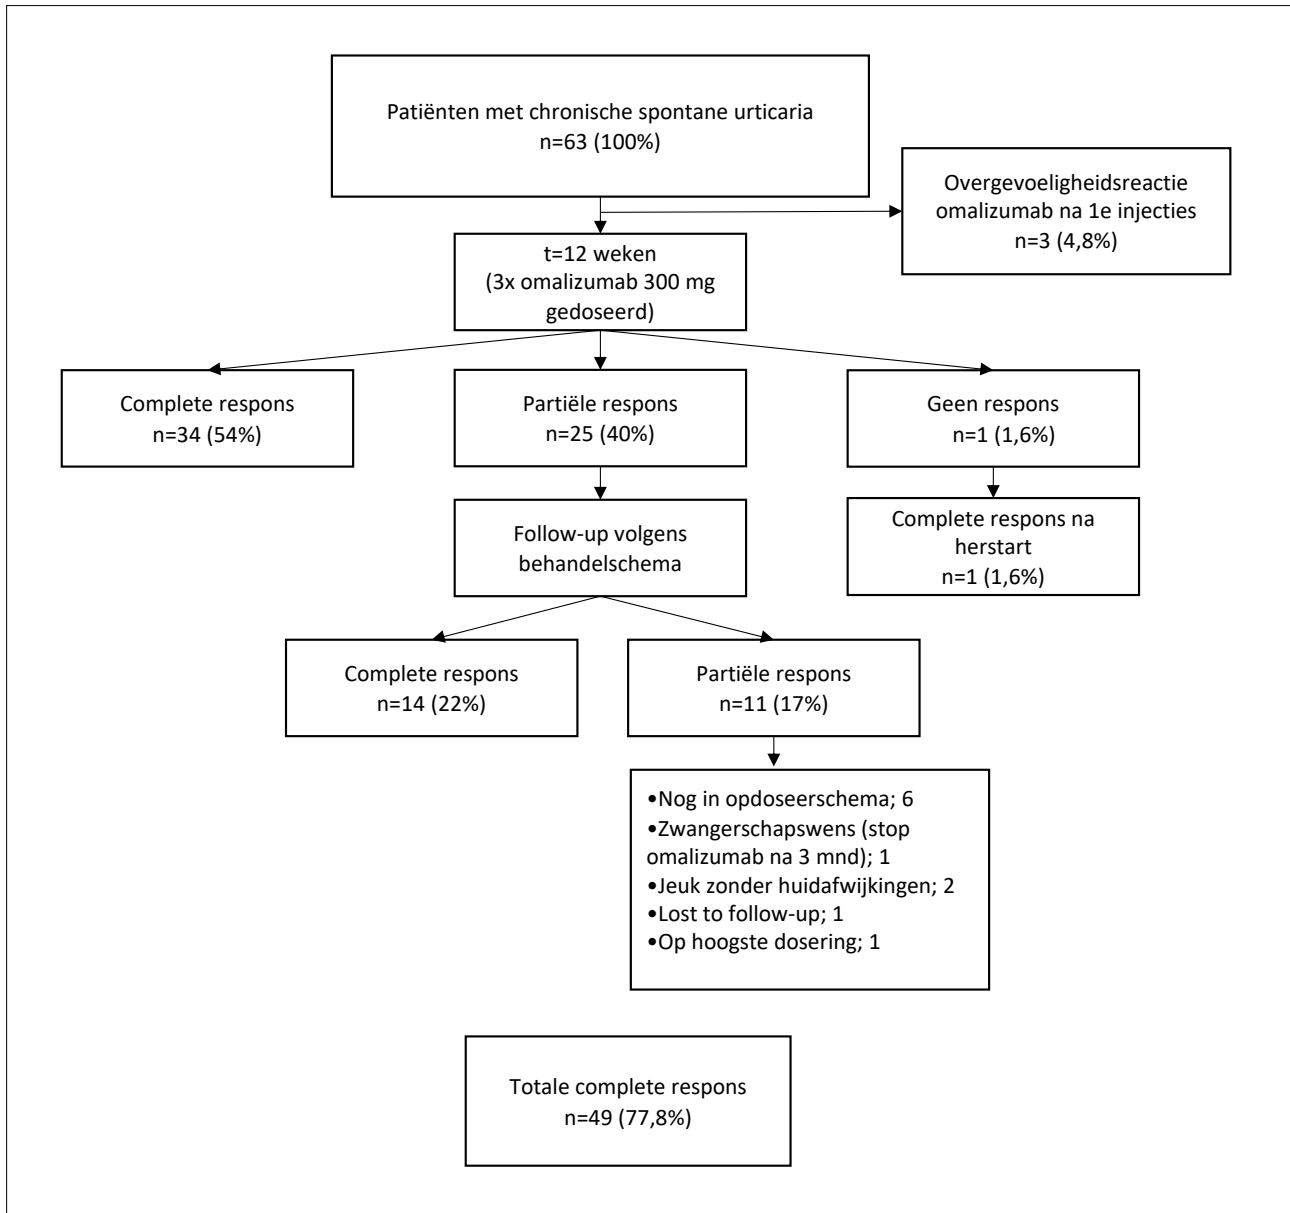 Patiënten met chronische spontane urticaria
n=63 (100%)
Overgevoeligheidsreactie
omalizumab na 1e injecties
n=3 (4,8%)
t=12 weken
(3x omalizumab 300 mg
gedoseerd)
Complete respons
n=34 (54%)
Partiële respons
n=25 (40%)
Geen respons
n=1 (1,6%)
Follow-up volgens
behandelschema
Complete respons na
herstart
n=1 (1,6%)
Complete respons
n=14 (22%)
Partiële respons
n=11 (17%)
•Nog in opdoseerschema; 6
•Zwangerschapswens (stop
omalizumab na 3 mnd); 1
•Jeuk zonder huidafwijkingen; 2
•Lost to follow-up; 1
•Op hoogste dosering; 1
Totale complete respons
n=49 (77,8%)